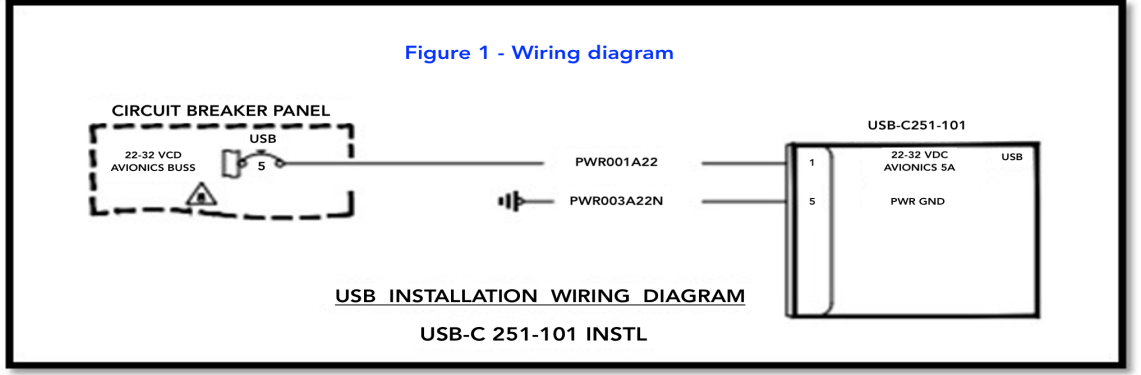 Figure 1 - Wiring diagram
CIRCUIT BREAKER PANEL
USB
22-32 VCD
AVIONICS BUSS
5
PWR001A22
PWR003A22N
USB-C251-101
1
22-32 VDC
AVIONICS 5A
USB
5
PWR GND
USB INSTALLATION WIRING DIAGRAM
USB-C 251-101 INSTL